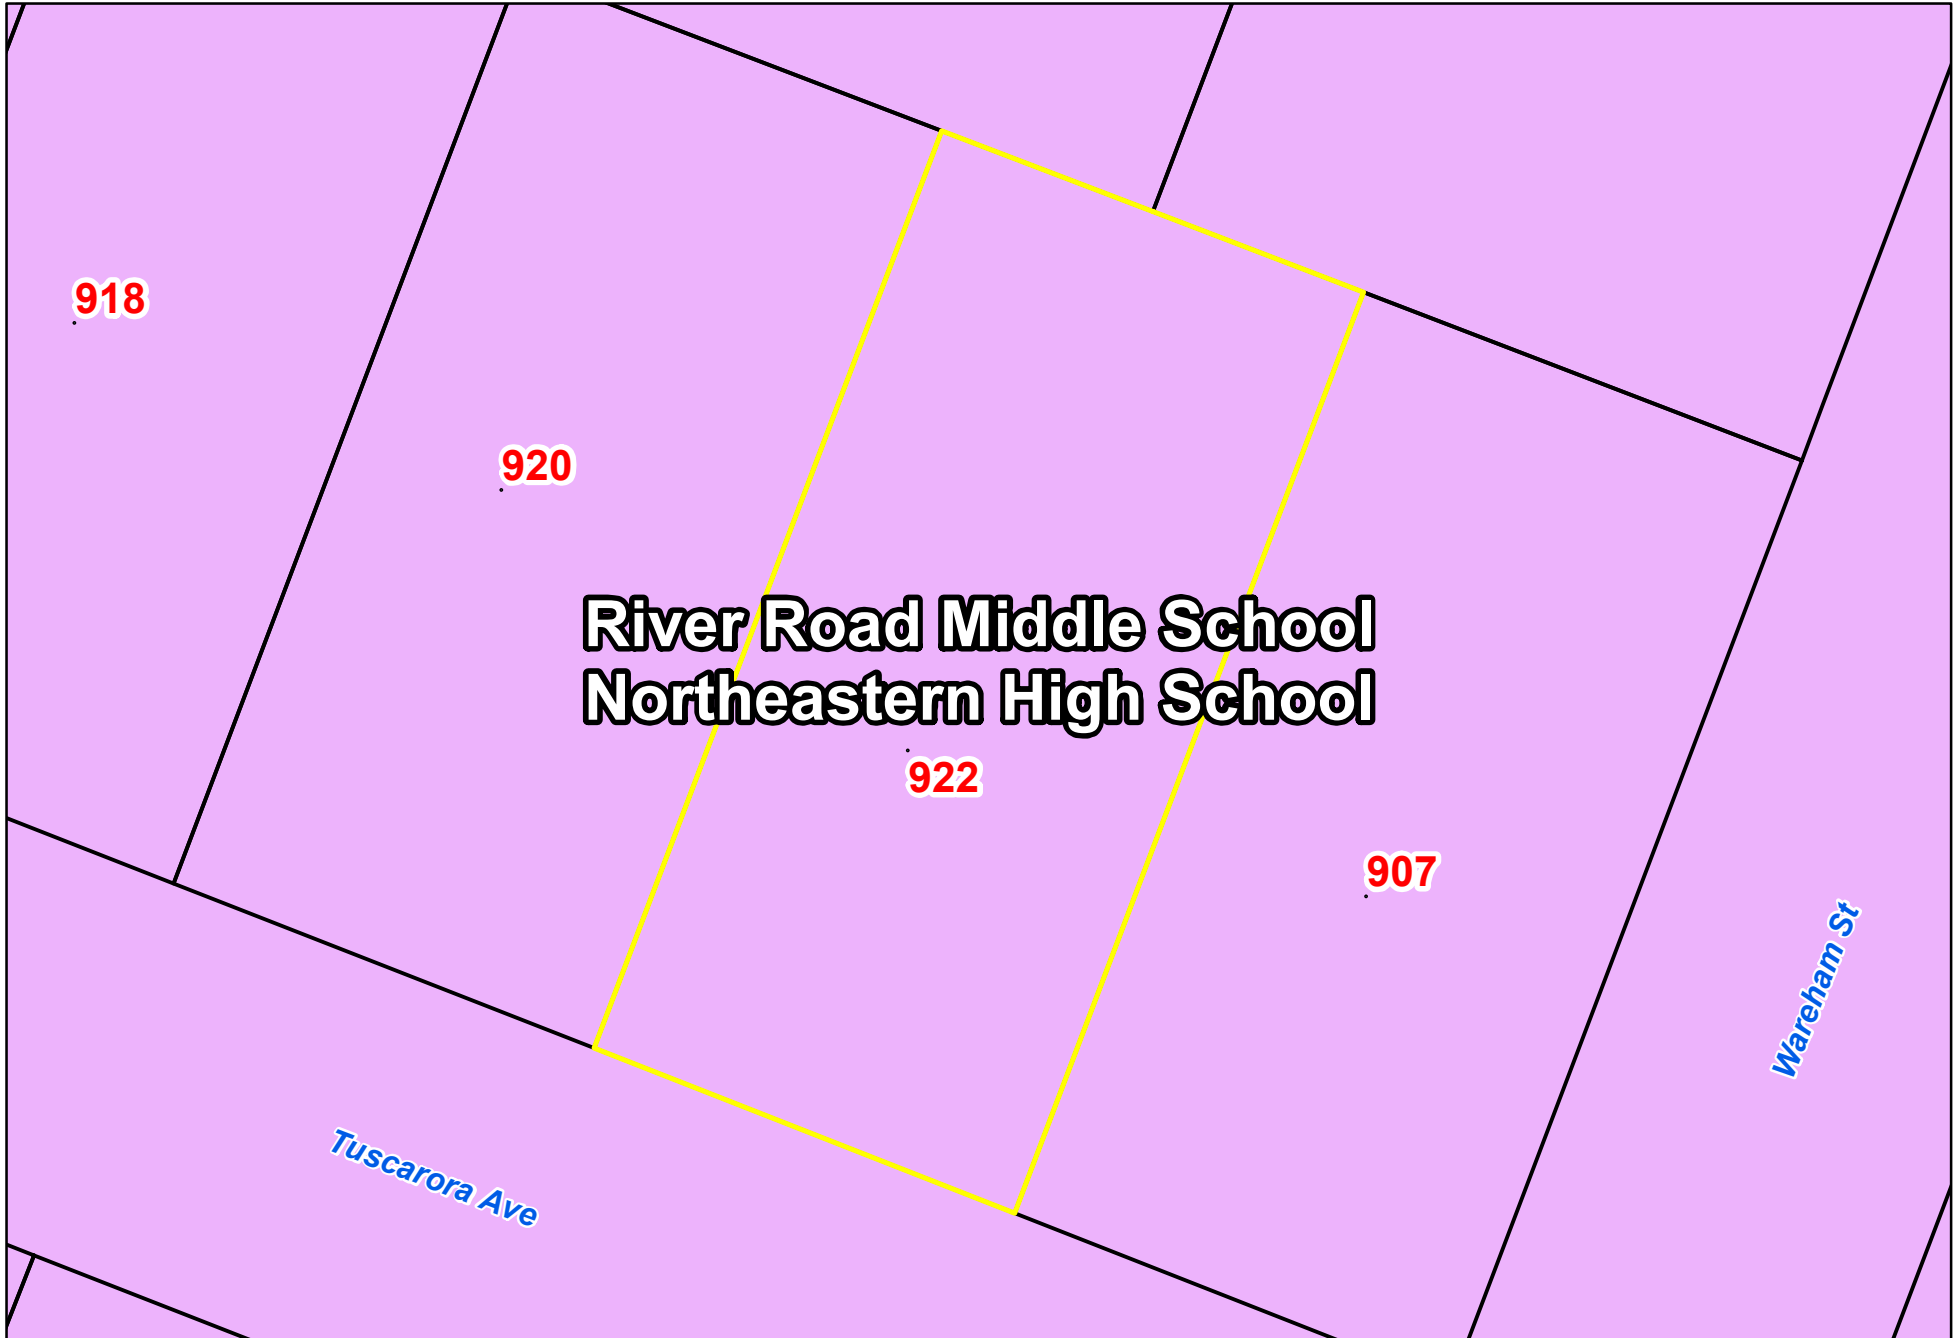 918
920
River Road Middle School
Northeastern High School
922
907
Wareham St
Tuscarora Ave